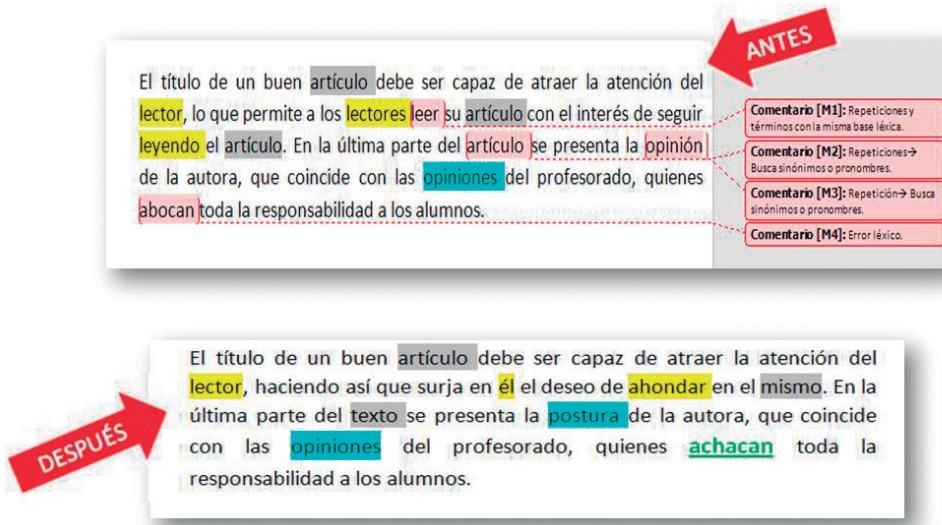 ANTES
El título de un buen artículo debe ser capaz de atraer la atención del
lector, lo que permite a los lectores leer su artículo con el interés de seguir
leyendo el artículo. En la última parte del artículo se presenta la opinión
de la autora, que coincide con las opiniones del profesorado, quienes
abocan toda la responsabilidad a los alumnos.
Comentario [M1]: Repeticiones y
términos con la misma base léxica.
Comentario [M2]: Repeticiones→
Busca sinónimos o pronombres.
Comentario [M3]: Repetición→ Busca
sinónimos o pronombres.
Comentario [M4]: Error léxico.
DESPUÉS
El título de un buen artículo debe ser capaz de atraer la atención del
lector, haciendo así que surja en él el deseo de ahondar en el mismo. En la
última parte del texto se presenta la postura de la autora, que coincide
con las opiniones del profesorado, quienes achacan toda la
responsabilidad a los alumnos.